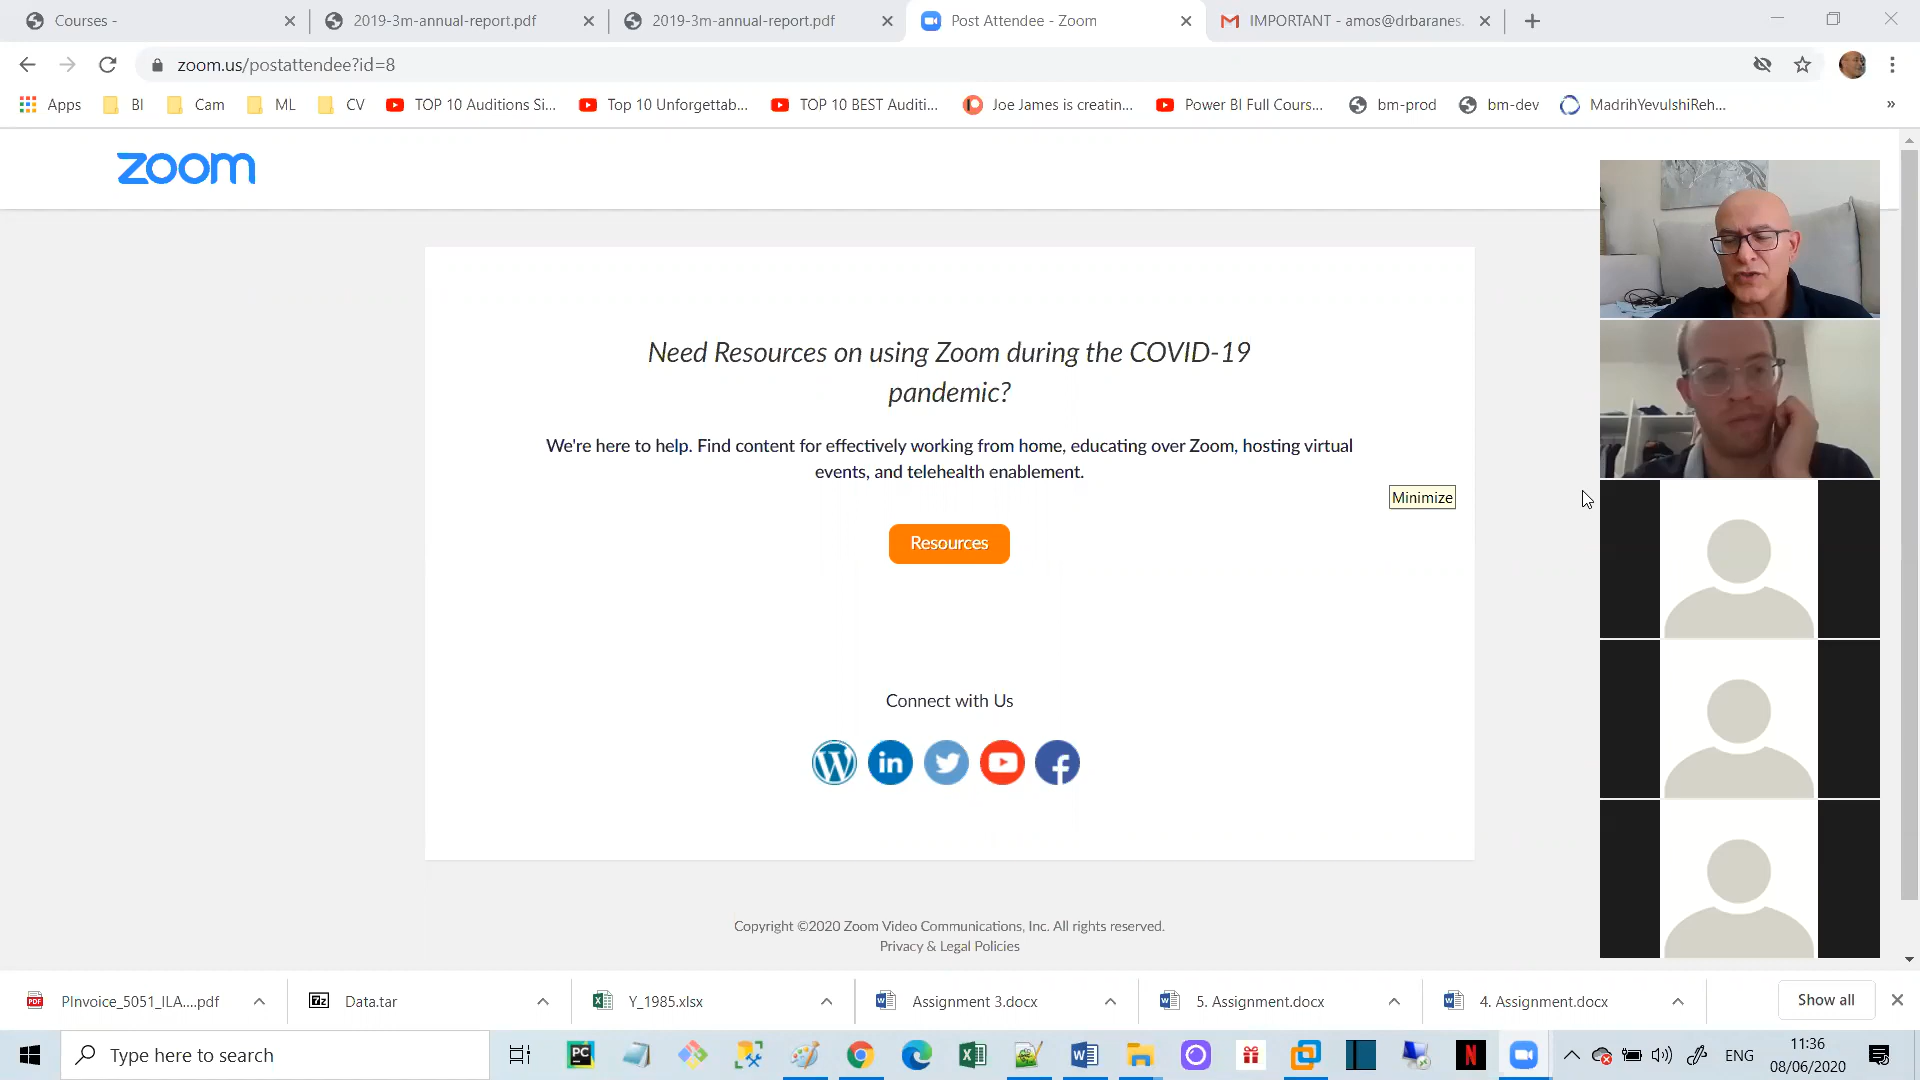 Courses -
2019-3m-annual-report.pdf
2019-3m-annual-report.pdf
Post Attendee - Zoom
IMPORTANT - amos@drbaranes.
zoom.us/postattendee?id=8
Apps
BI
Cam
ML
CV
TOP 10 Auditions Si...
Top 10 Unforgettab...
TOP 10 BEST Auditi...
Joe James is creatin...
Power BI Full Cours...
bm-prod
bm-dev
MadrihYevulshiReh...
zoom
Need Resources on using Zoom during the COVID-19
pandemic?
We're here to help. Find content for effectively working from home, educating over Zoom, hosting virtual
events, and telehealth enablement.
Minimize
Resources
Connect with Us
Copyright ©2020 Zoom Video Communications, Inc. All rights reserved.
Privacy & Legal Policies
PInvoice_5051_ILA....pdf
Data.tar
Y_1985.xlsx
Assignment 3.docx
5. Assignment.docx
4. Assignment.docx
Show all
Type here to search
ENG
11:36
08/06/2020